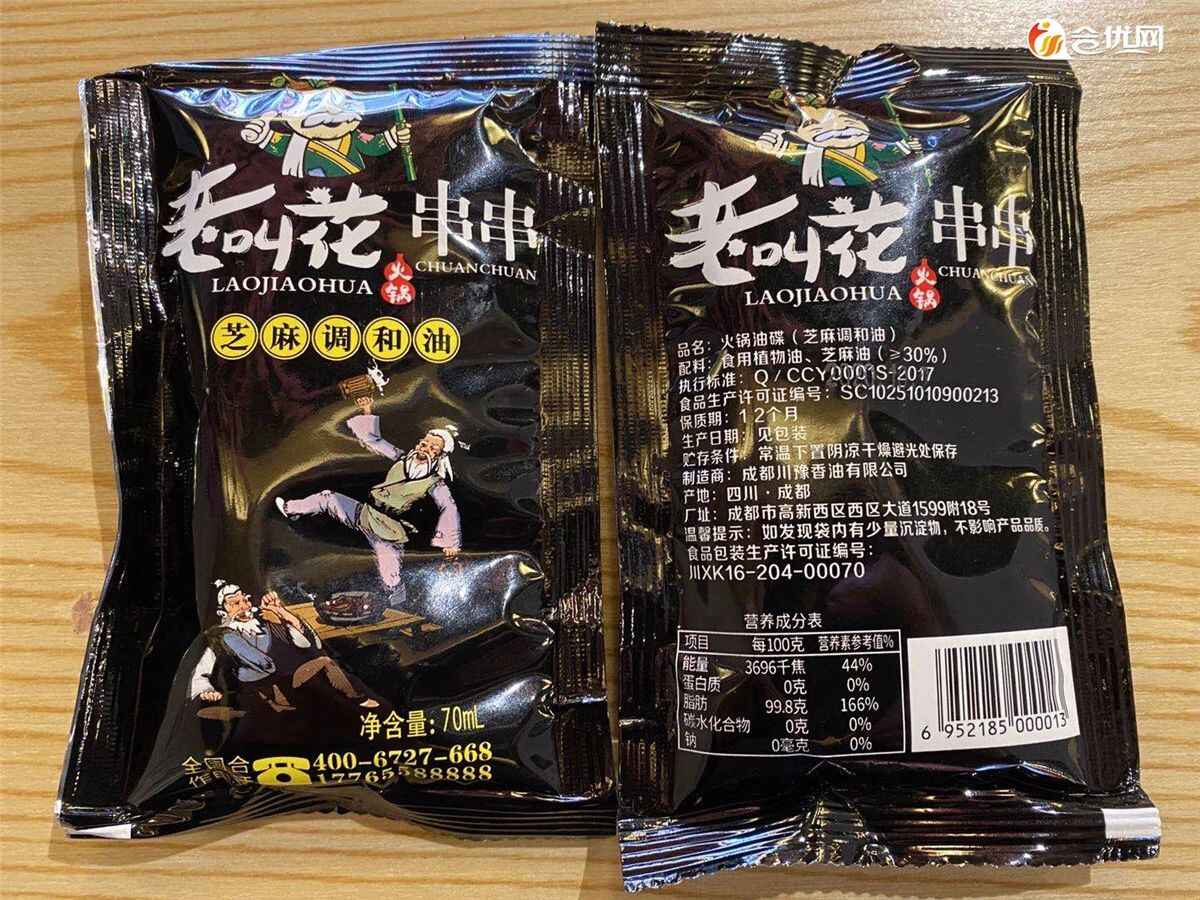 合优网
老叫花 串串
CHUANCHUAN
LAOJIAOHUA
火锅
芝麻调和油
净含量:70mL
400-6727-668
17765588888
老叫花 串串
CHUANCHUAN
LAOJIAOHUA
火锅
品名：火锅油碟（芝麻调和油）
配料：食用植物油、芝麻油（≥30%）
执行标准：Q/CCY0001S-2017
食品生产许可证编号：SC10251010900213
保质期：12个月
生产日期：见包装
贮存条件：常温下置阴凉干燥避光处保存
制造商：成都川豫香油有限公司
产地：四川·成都
厂址：成都市高新西区西区大道1599附18号
温馨提示：如发现袋内有少量沉淀物，不影响产品品质。
食品包装生产许可证编号：
川XK16-204-00070
营养成分表
项目 每100克 营养素参考值%
能量 3696千焦 44%
蛋白质 0克 0%
脂肪 99.8克 166%
碳水化合物 0克 0%
钠 0毫克 0%
6 952185 000013